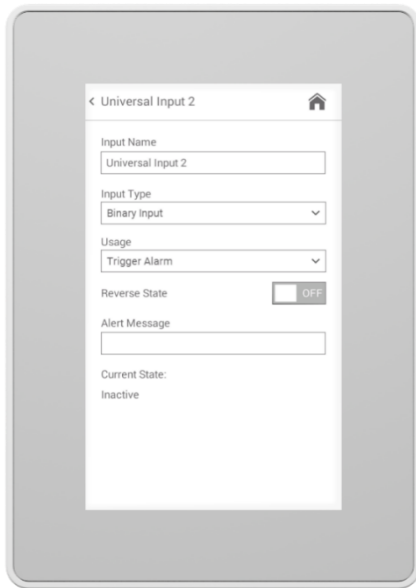 Universal Input 2
Input Name
Universal Input 2
Input Type
Binary Input
Usage
Trigger Alarm
Reverse State OFF
Alert Message
Current State:
Inactive